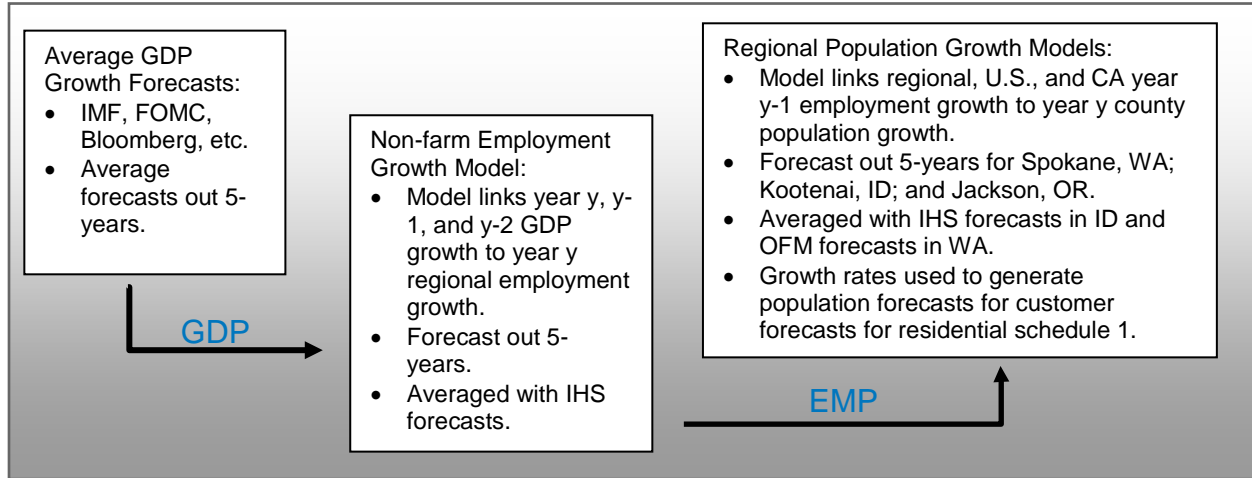 Average GDP
Growth Forecasts:
• IMF, FOMC,
Bloomberg, etc.
• Average
forecasts out 5-
years.
GDP
Non-farm Employment
Growth Model:
• Model links year y, y-
1, and y-2 GDP
growth to year y
regional employment
growth.
• Forecast out 5-
years.
• Averaged with IHS
forecasts.
EMP
Regional Population Growth Models:
• Model links regional, U.S., and CA year
y-1 employment growth to year y county
population growth.
• Forecast out 5-years for Spokane, WA;
Kootenai, ID; and Jackson, OR.
• Averaged with IHS forecasts in ID and
OFM forecasts in WA.
• Growth rates used to generate
population forecasts for customer
forecasts for residential schedule 1.